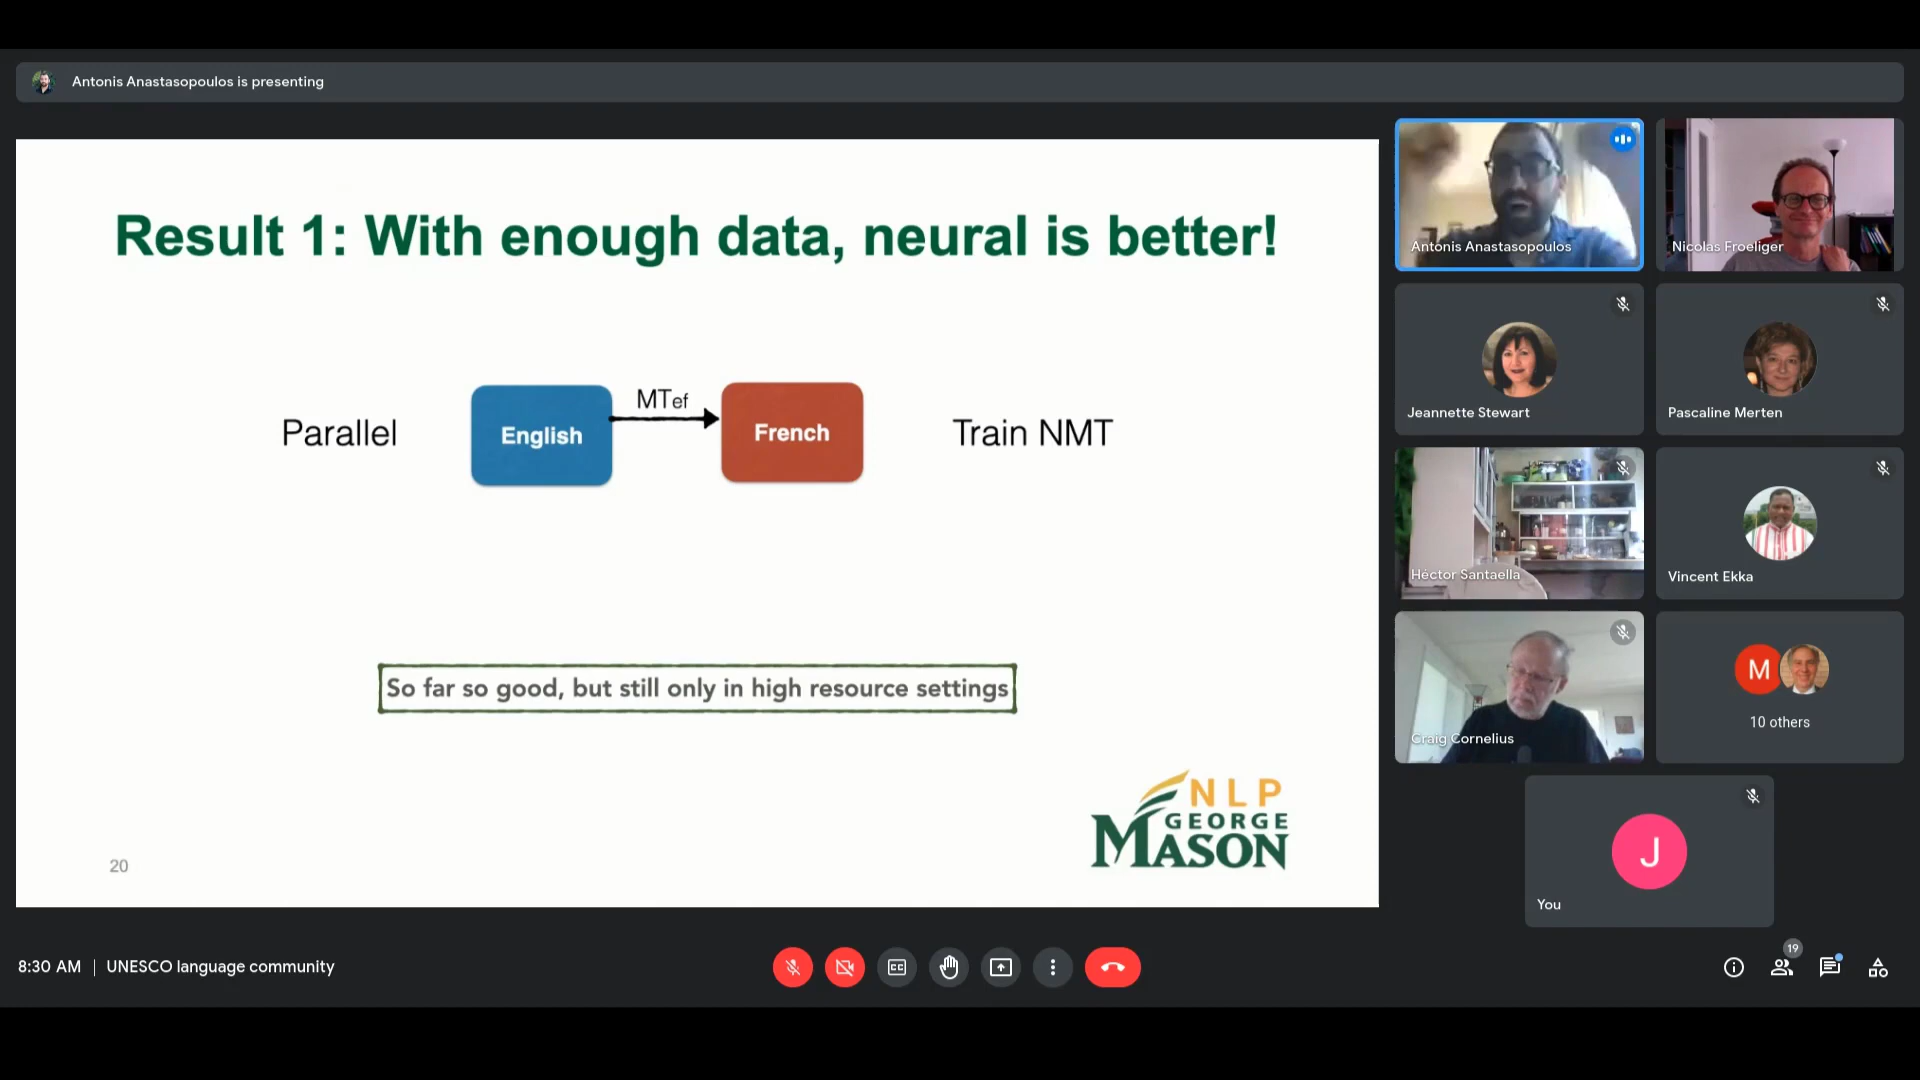 Antonis Anastasopoulos is presenting
Result 1: With enough data, neural is better!
Parallel
English
MTef
French
Train NMT
So far so good, but still only in high resource settings
NLP
GEORGE
MASON
20
Antonis Anastasopoulos
Nicolas Froeliger
Jeannette Stewart
Pascaline Merten
Héctor Santaella
Vincent Ekka
Craig Cornelius
M
10 others
J
You
8:30 AM | UNESCO language community
CC
19